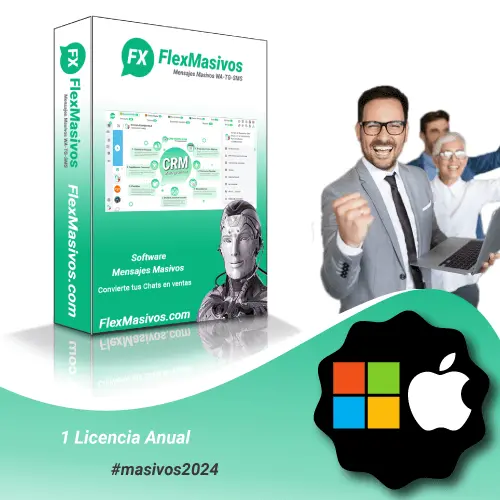 FX FlexMasivos
Mensajes Masivos WA-TG-SMS
FX FlexMasivos
Mensajes Masivos WA-TG-SMS
FlexMasivos.com
CRM
Software
Mensajes Masivos
Convierte tus Chats en ventas
FlexMasivos.com
1 Licencia Anual
#masivos2024